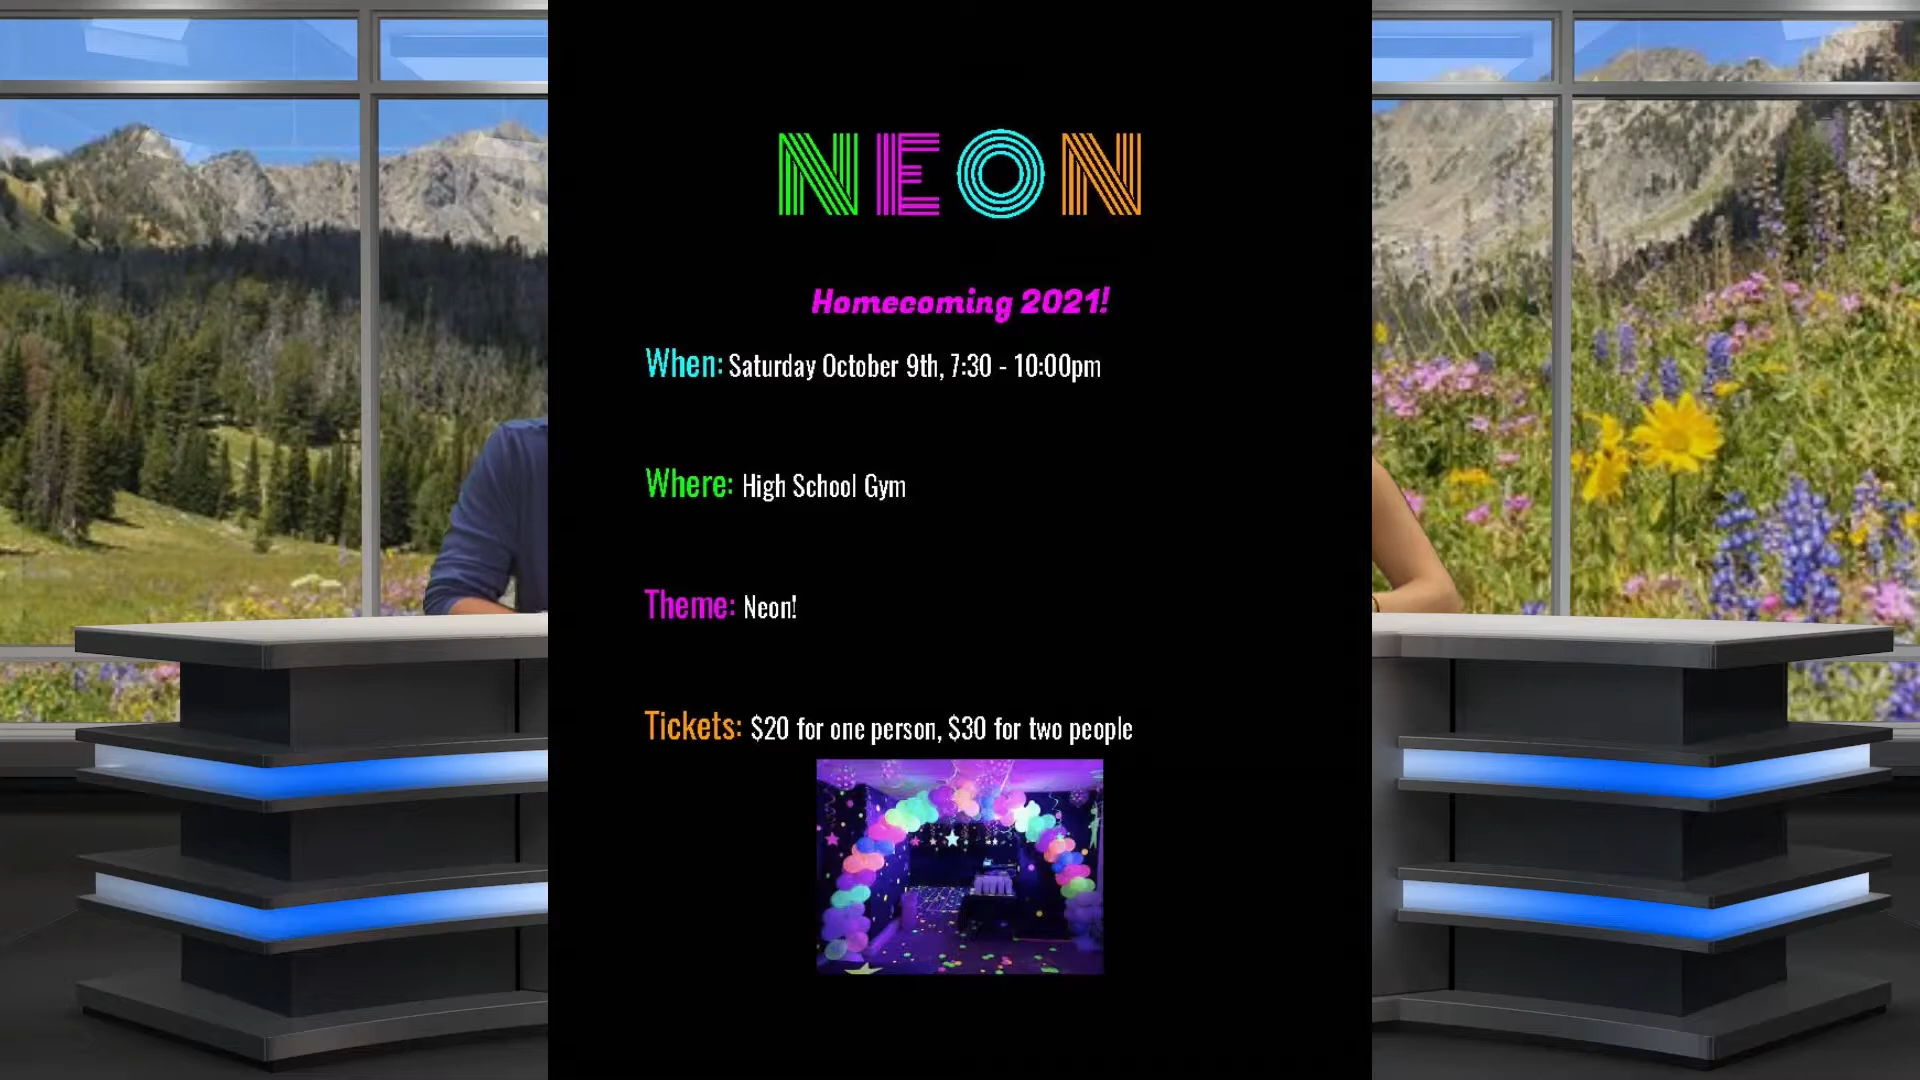 NEON
Homecoming 2021!
When: Saturday October 9th, 7:30 - 10:00pm
Where: High School Gym
Theme: Neon!
Tickets: $20 for one person, $30 for two people